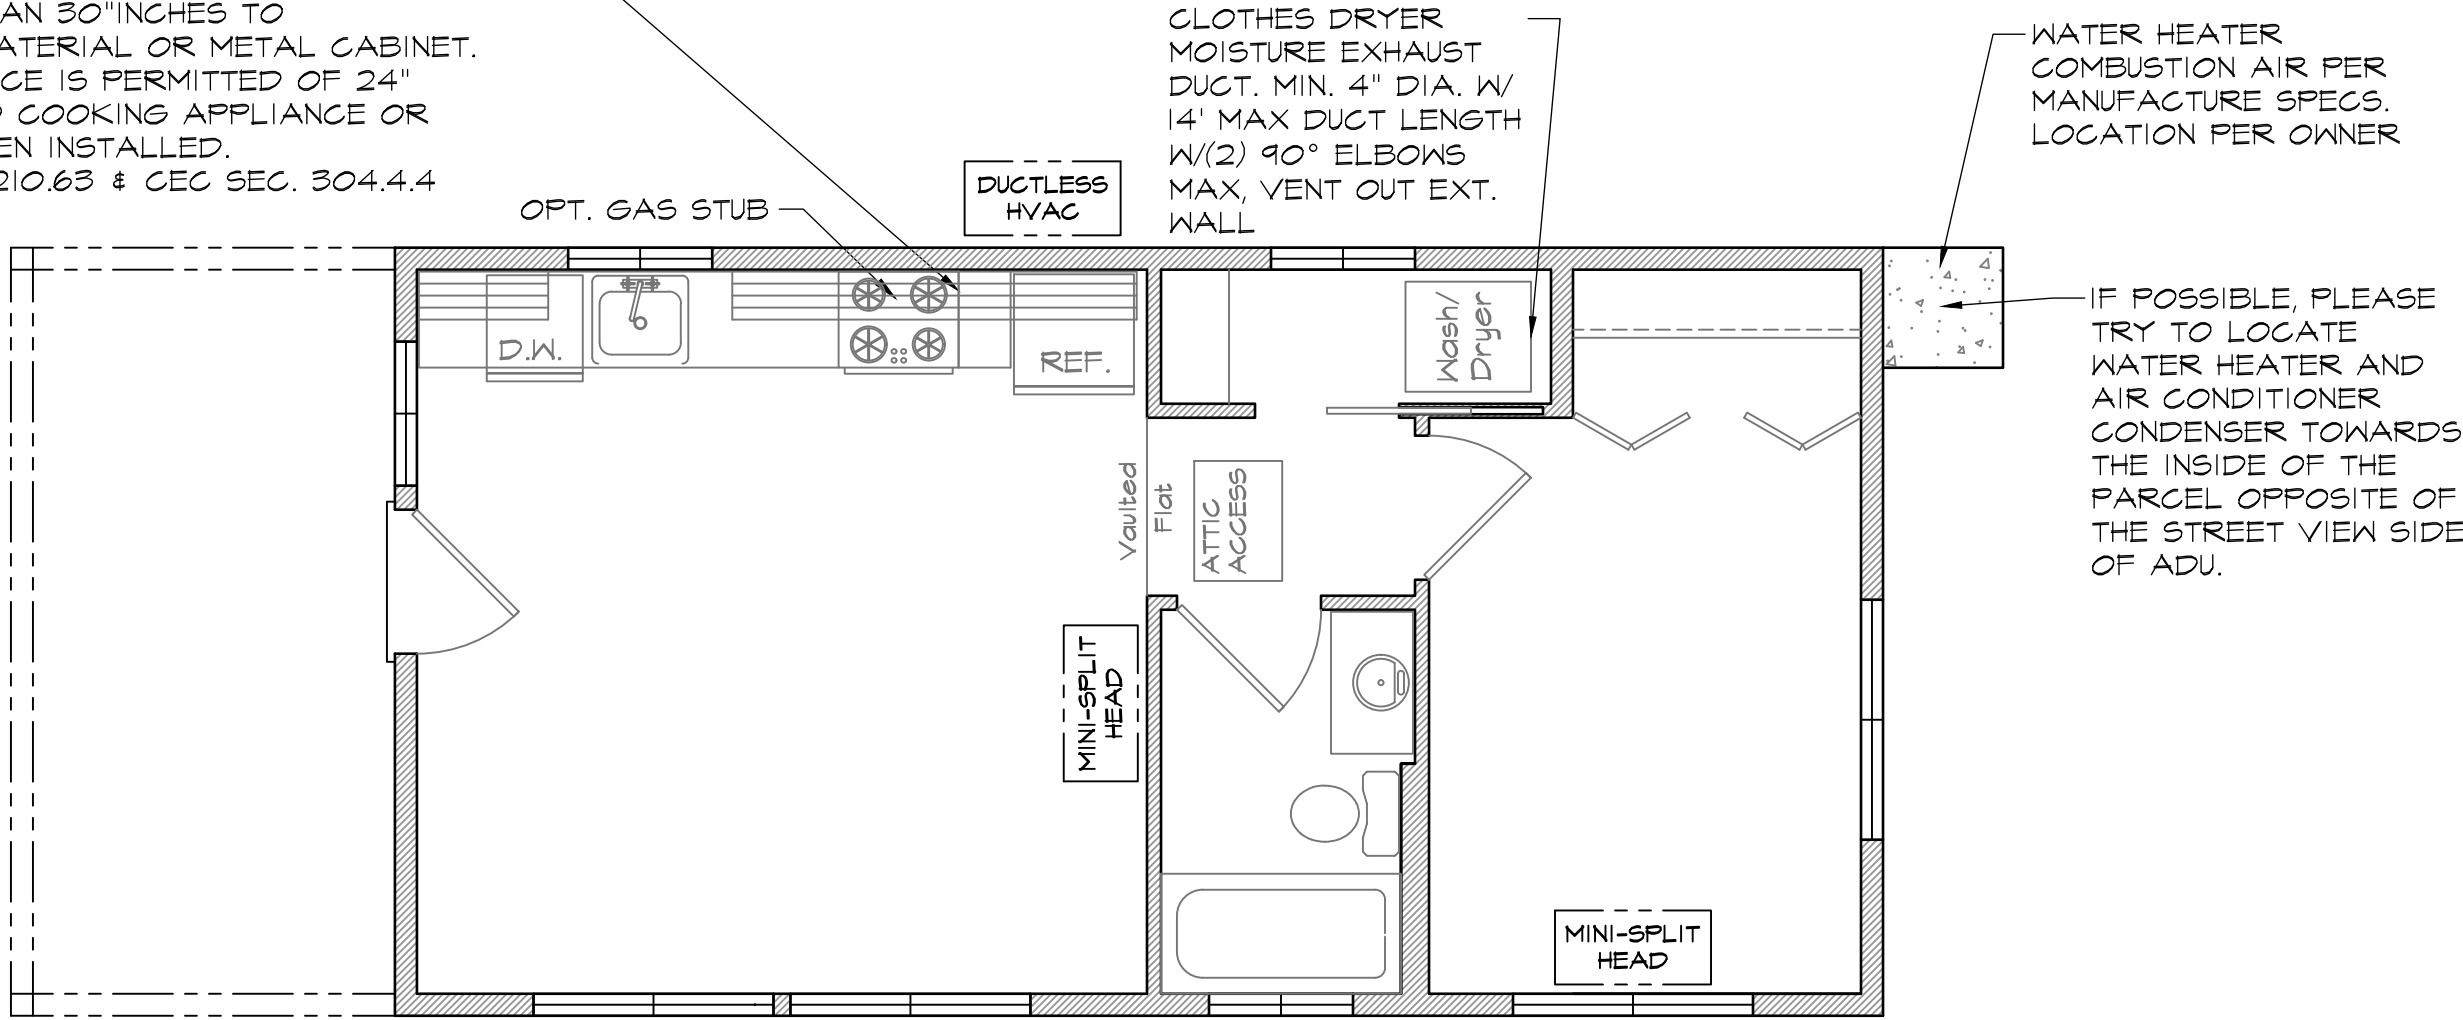 AN 30"INCHES TO
ATERIAL OR METAL CABINET.
CE IS PERMITTED OF 24"
COOKING APPLIANCE OR
EN INSTALLED.
210.63 & CEC SEC. 304.4.4
OPT. GAS STUB
DUCTLESS
HVAC
CLOTHES DRYER
MOISTURE EXHAUST
DUCT. MIN. 4" DIA. W/
14' MAX DUCT LENGTH
W/(2) 90° ELBOWS
MAX, VENT OUT EXT.
WALL
WATER HEATER
COMBUSTION AIR PER
MANUFACTURE SPECS.
LOCATION PER OWNER
IF POSSIBLE, PLEASE
TRY TO LOCATE
WATER HEATER AND
AIR CONDITIONER
CONDENSER TOWARDS
THE INSIDE OF THE
PARCEL OPPOSITE OF
THE STREET VIEW SIDE
OF ADU.
D.W.
REF.
Wash/
Dryer
Vaulted
Flat
ATTIC
ACCESS
MINI-SPLIT
HEAD
MINI-SPLIT
HEAD